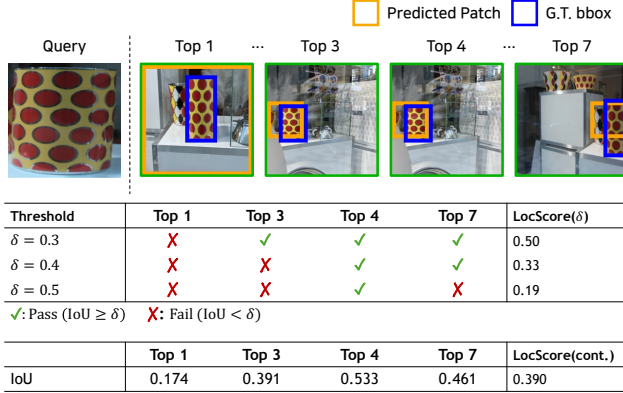 Predicted Patch G.T. bbox
Query Top 1 ... Top 3 Top 4 ... Top 7
Threshold Top 1 Top 3 Top 4 Top 7 LocScore(δ)
δ = 0.3 ✗ ✓ ✓ ✓ 0.50
δ = 0.4 ✗ ✗ ✓ ✓ 0.33
δ = 0.5 ✗ ✗ ✓ ✗ 0.19
✓: Pass (IoU ≥ δ) ✗: Fail (IoU < δ)
Top 1 Top 3 Top 4 Top 7 LocScore(cont.)
IoU 0.174 0.391 0.533 0.461 0.390